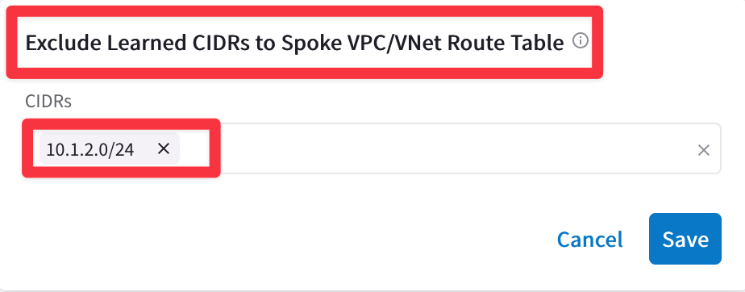 Exclude Learned CIDRs to Spoke VPC/VNet Route Table
CIDRs
10.1.2.0/24
Cancel Save